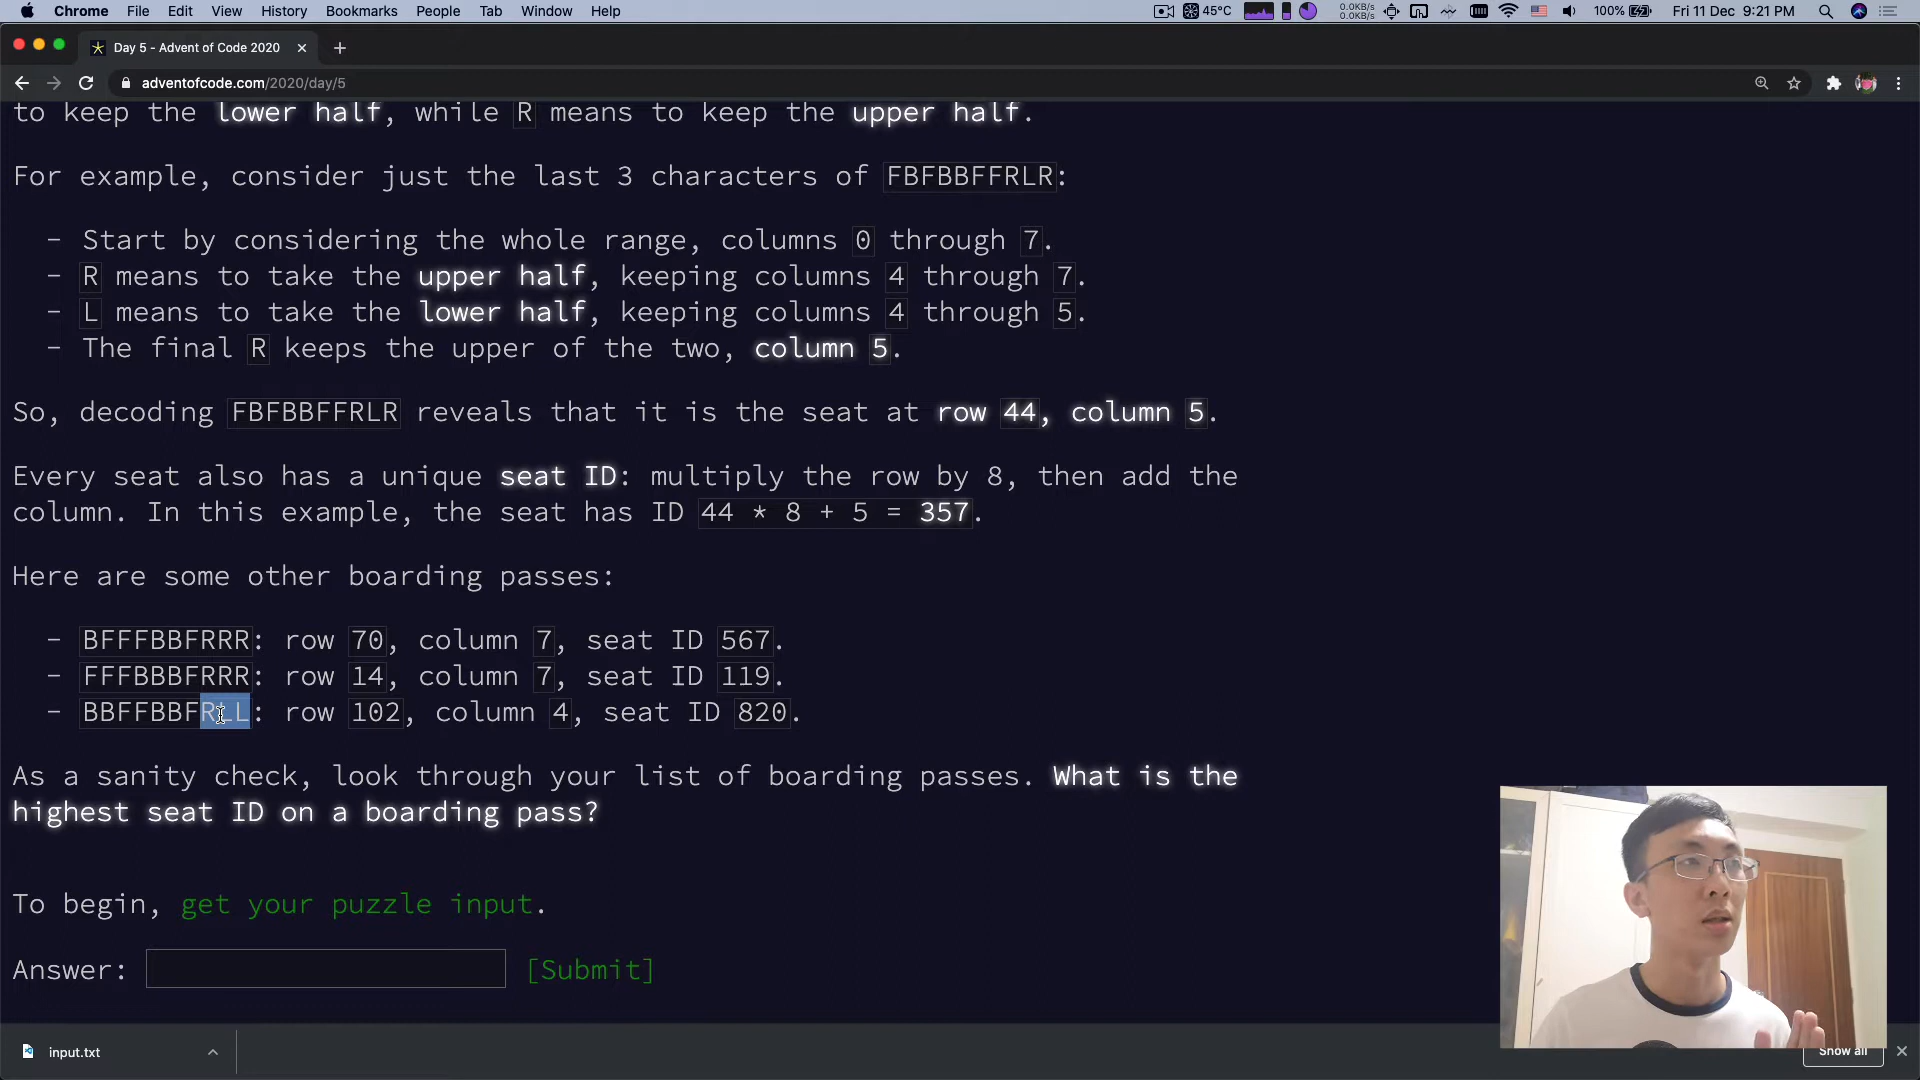 Chrome File Edit View History Bookmarks People Tab Window Help 45°C 0.0KB/s 0.0KB/s 100% Fri 11 Dec 9:21 PM
Day 5 - Advent of Code 2020
adventofcode.com/2020/day/5
to keep the lower half, while R means to keep the upper half.
For example, consider just the last 3 characters of FBFBBFFRLR:
- Start by considering the whole range, columns 0 through 7.
- R means to take the upper half, keeping columns 4 through 7.
- L means to take the lower half, keeping columns 4 through 5.
- The final R keeps the upper of the two, column 5.
So, decoding FBFBBFFRLR reveals that it is the seat at row 44, column 5.
Every seat also has a unique seat ID: multiply the row by 8, then add the
column. In this example, the seat has ID 44 * 8 + 5 = 357.
Here are some other boarding passes:
- BFFFBBFRRR: row 70, column 7, seat ID 567.
- FFFBBBFRRR: row 14, column 7, seat ID 119.
- BBFFBBFRLL: row 102, column 4, seat ID 820.
As a sanity check, look through your list of boarding passes. What is the
highest seat ID on a boarding pass?
To begin, get your puzzle input.
Answer: [Submit]
input.txt
Show all